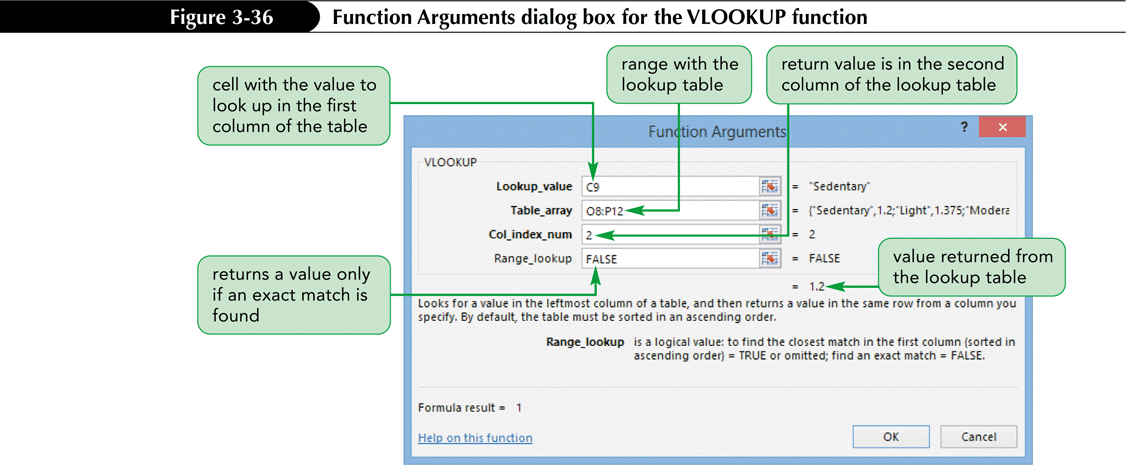 Figure 3-36 Function Arguments dialog box for the VLOOKUP function
cell with the value to
look up in the first
column of the table
range with the
lookup table
return value is in the second
column of the lookup table
Function Arguments
?
VLOOKUP
Lookup_value C9 = "Sedentary"
Table_array O8:P12 = {"Sedentary",1.2;"Light",1.375;"Modera
Col_index_num 2 = 2
Range_lookup FALSE = FALSE
= 1.2
value returned from
the lookup table
returns a value only
if an exact match is
found
Looks for a value in the leftmost column of a table, and then returns a value in the same row from a column you
specify. By default, the table must be sorted in an ascending order.
Range_lookup is a logical value: to find the closest match in the first column (sorted in
ascending order) = TRUE or omitted; find an exact match = FALSE.
Formula result = 1
Help on this function
OK Cancel